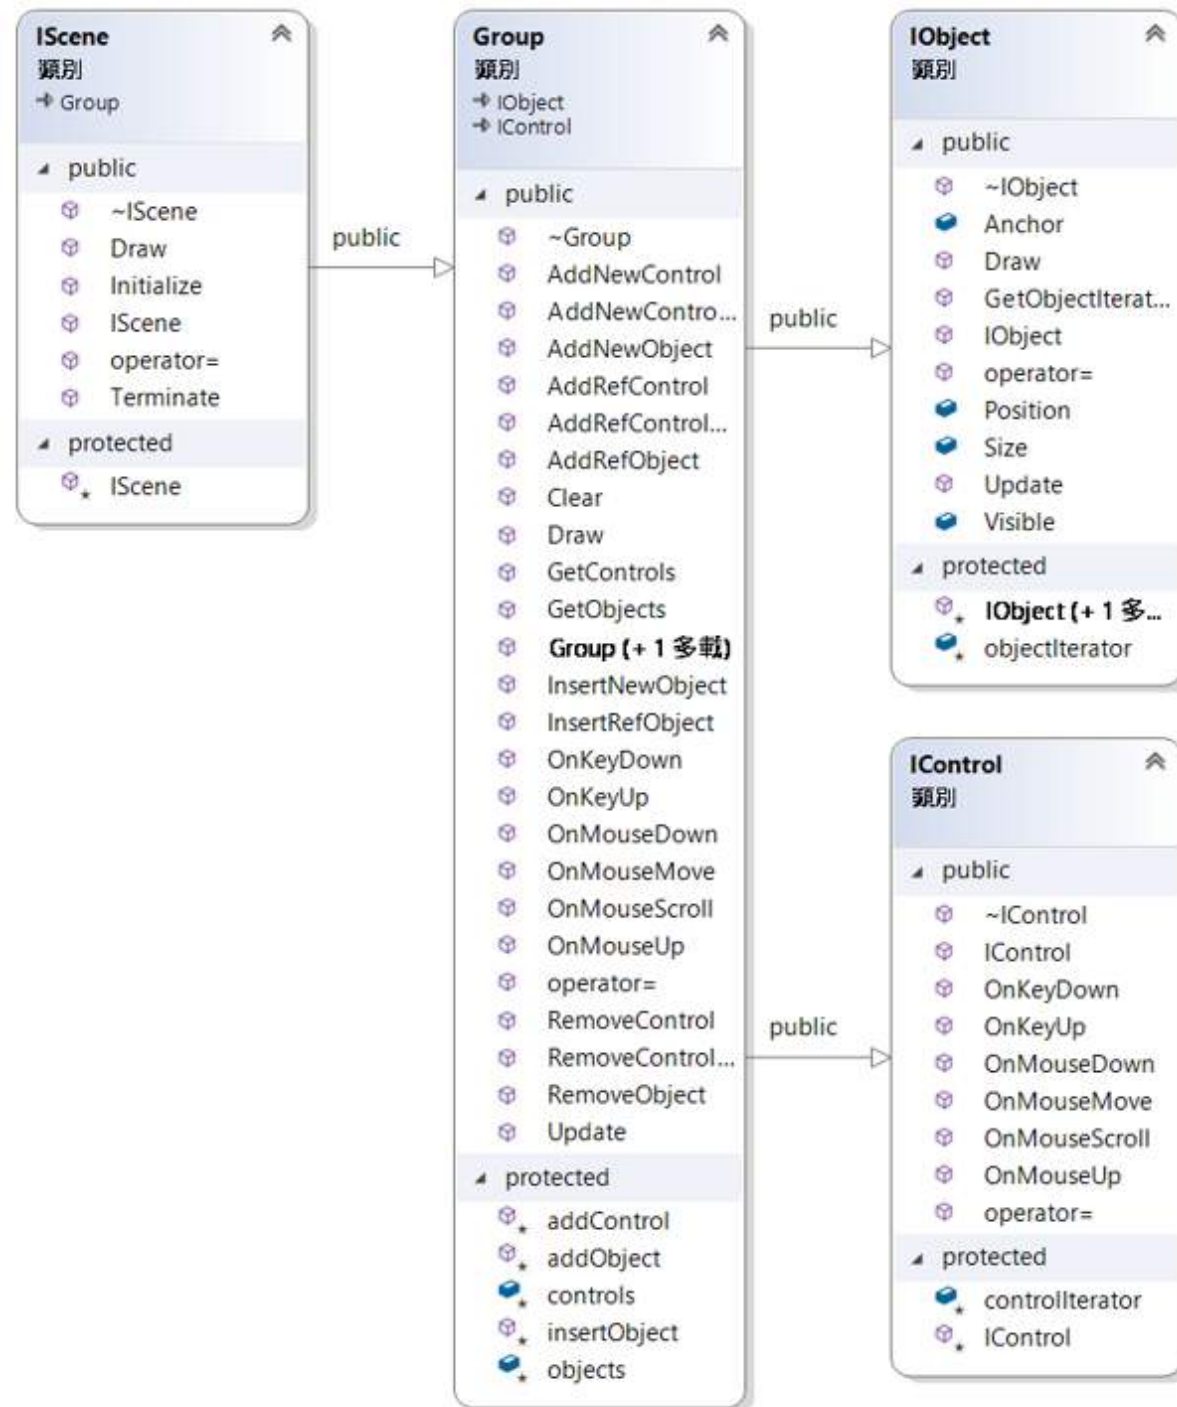 IScene
類別
Group
public
~IScene
Draw
Initialize
IScene
operator=
Terminate
protected
IScene
public
Group
類別
IObject
IControl
public
~Group
AddNewControl
AddNewContro...
AddNewObject
AddRefControl
AddRefControl...
AddRefObject
Clear
Draw
GetControls
GetObjects
Group (+ 1 多載)
InsertNewObject
InsertRefObject
OnKeyDown
OnKeyUp
OnMouseDown
OnMouseMove
OnMouseScroll
OnMouseUp
operator=
RemoveControl
RemoveControl...
RemoveObject
Update
protected
addControl
addObject
controls
insertObject
objects
public
public
IObject
類別
public
~IObject
Anchor
Draw
GetObjectIterat...
IObject
operator=
Position
Size
Update
Visible
protected
IObject (+ 1 多...
objectIterator
IControl
類別
public
~IControl
IControl
OnKeyDown
OnKeyUp
OnMouseDown
OnMouseMove
OnMouseScroll
OnMouseUp
operator=
protected
controlIterator
IControl